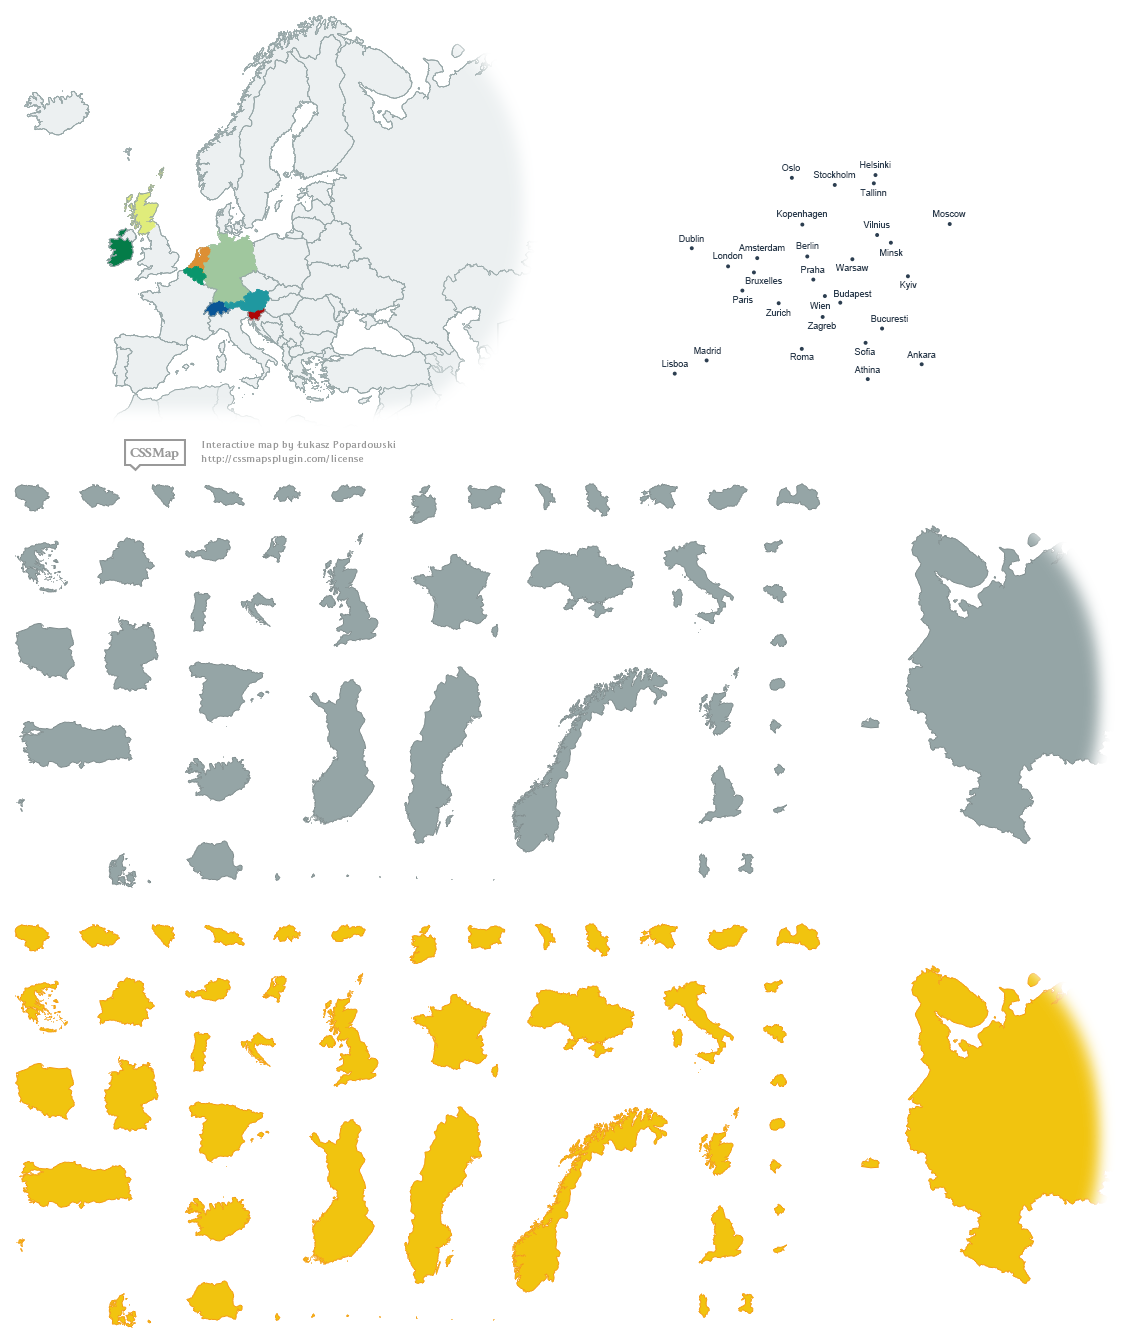 Oslo
Helsinki
Stockholm
Tallinn
Kopenhagen
Moscow
Vilnius
Dublin
Amsterdam
Berlin
Minsk
London
Warsaw
Praha
Bruxelles
Kyiv
Paris
Budapest
Wien
Zurich
Bucuresti
Zagreb
Madrid
Roma
Sofia
Ankara
Lisboa
Athina
CSSMap
Interactive map by Łukasz Popardowski
http://cssmapsplugin.com/license